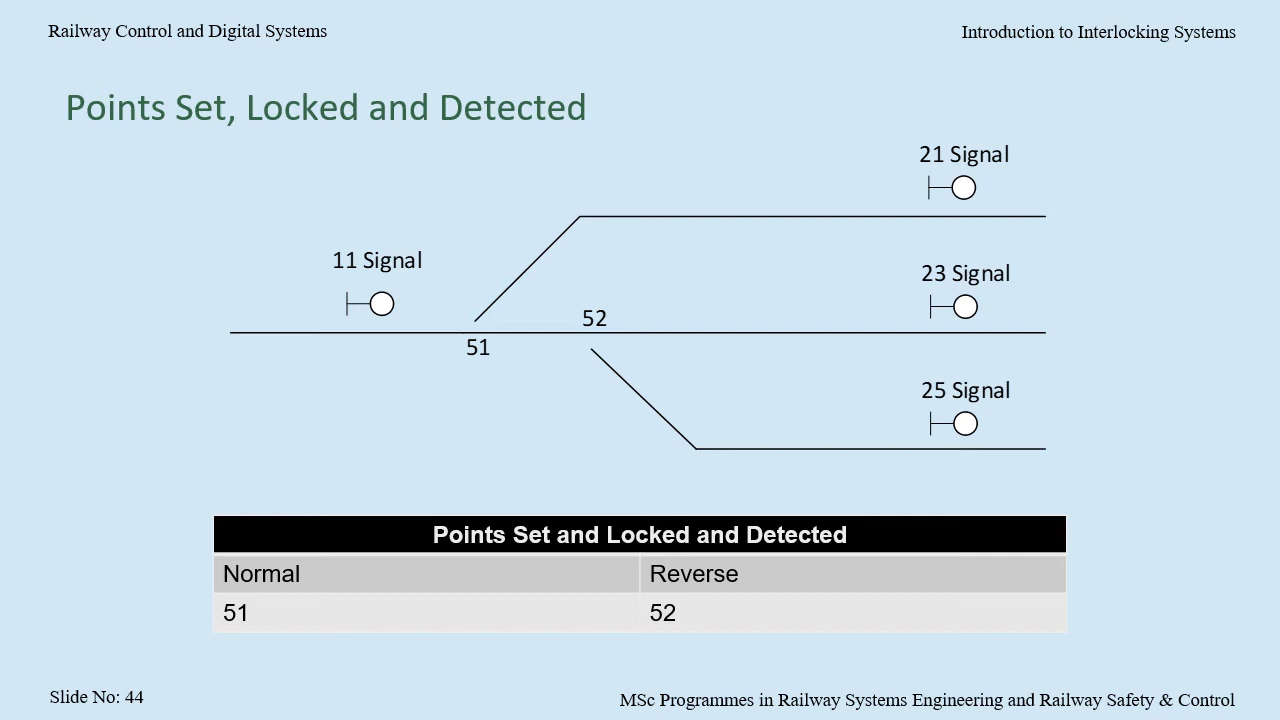 Railway Control and Digital Systems
Introduction to Interlocking Systems
Points Set, Locked and Detected
21 Signal
11 Signal
23 Signal
52
51
25 Signal
Points Set and Locked and Detected
Normal
Reverse
51
52
Slide No: 44
MSc Programmes in Railway Systems Engineering and Railway Safety & Control